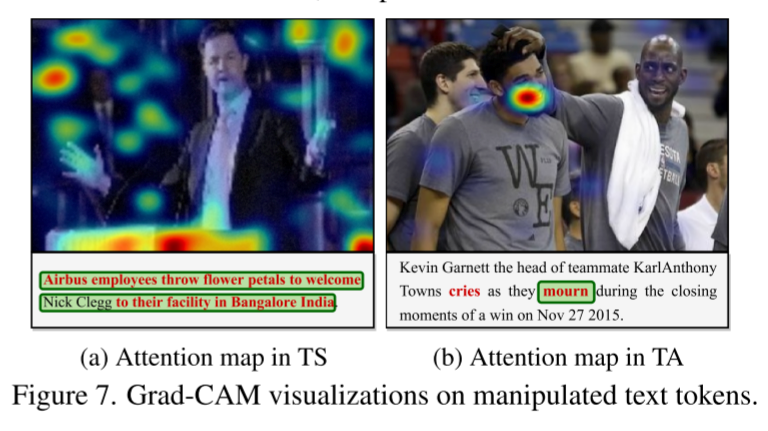 Airbus employees throw flower petals to welcome
Nick Clegg to their facility in Bangalore India.
WE
SOTA
ETBALL
Kevin Garnett the head of teammate KarlAnthony
Towns cries as they mourn during the closing
moments of a win on Nov 27 2015.
(a) Attention map in TS
(b) Attention map in TA
Figure 7. Grad-CAM visualizations on manipulated text tokens.